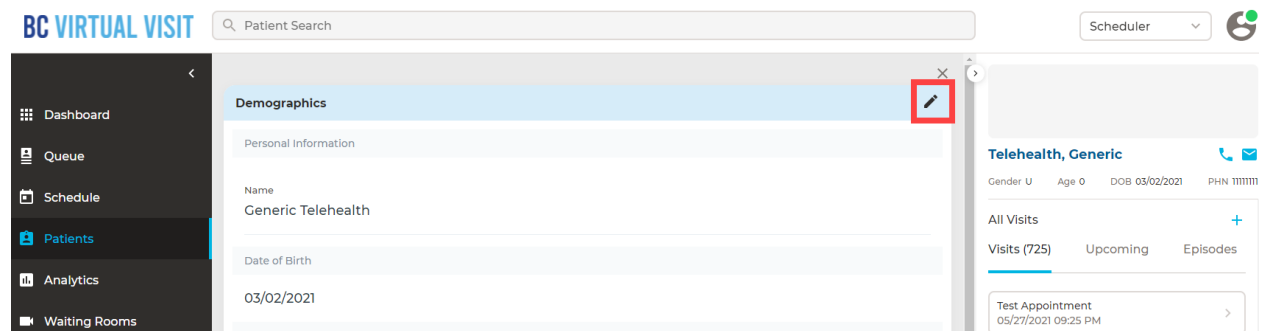 BC VIRTUAL VISIT
Patient Search
Scheduler
Dashboard
Queue
Schedule
Patients
Analytics
Waiting Rooms
Demographics
Personal Information
Name
Generic Telehealth
Date of Birth
03/02/2021
Telehealth, Generic
Gender U Age 0 DOB 03/02/2021 PHN 11111111
All Visits
Visits (725) Upcoming Episodes
Test Appointment
05/27/2021 09:25 PM